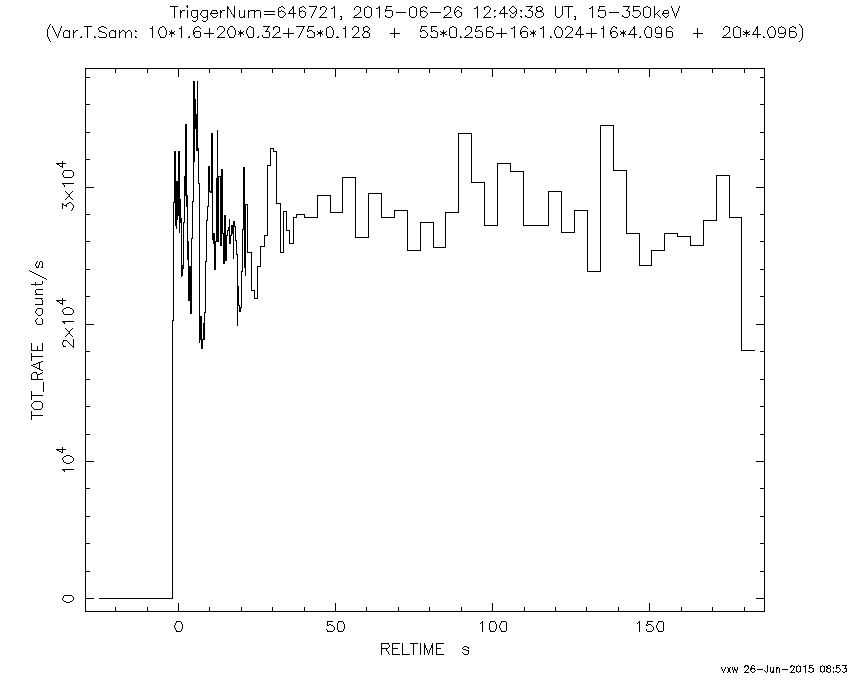 TriggerNum=646721, 2015-06-26 12:49:38 UT, 15-350keV
(Var.T.Sam: 10*1.6+20*0.32+75*0.128 + 55*0.256+16*1.024+16*4.096 + 20*4.096)
TOT_RATE count/s
3×10⁴
2×10⁴
10⁴
0
0 50 100 150
RELTIME s
vxw 26-Jun-2015 08:53